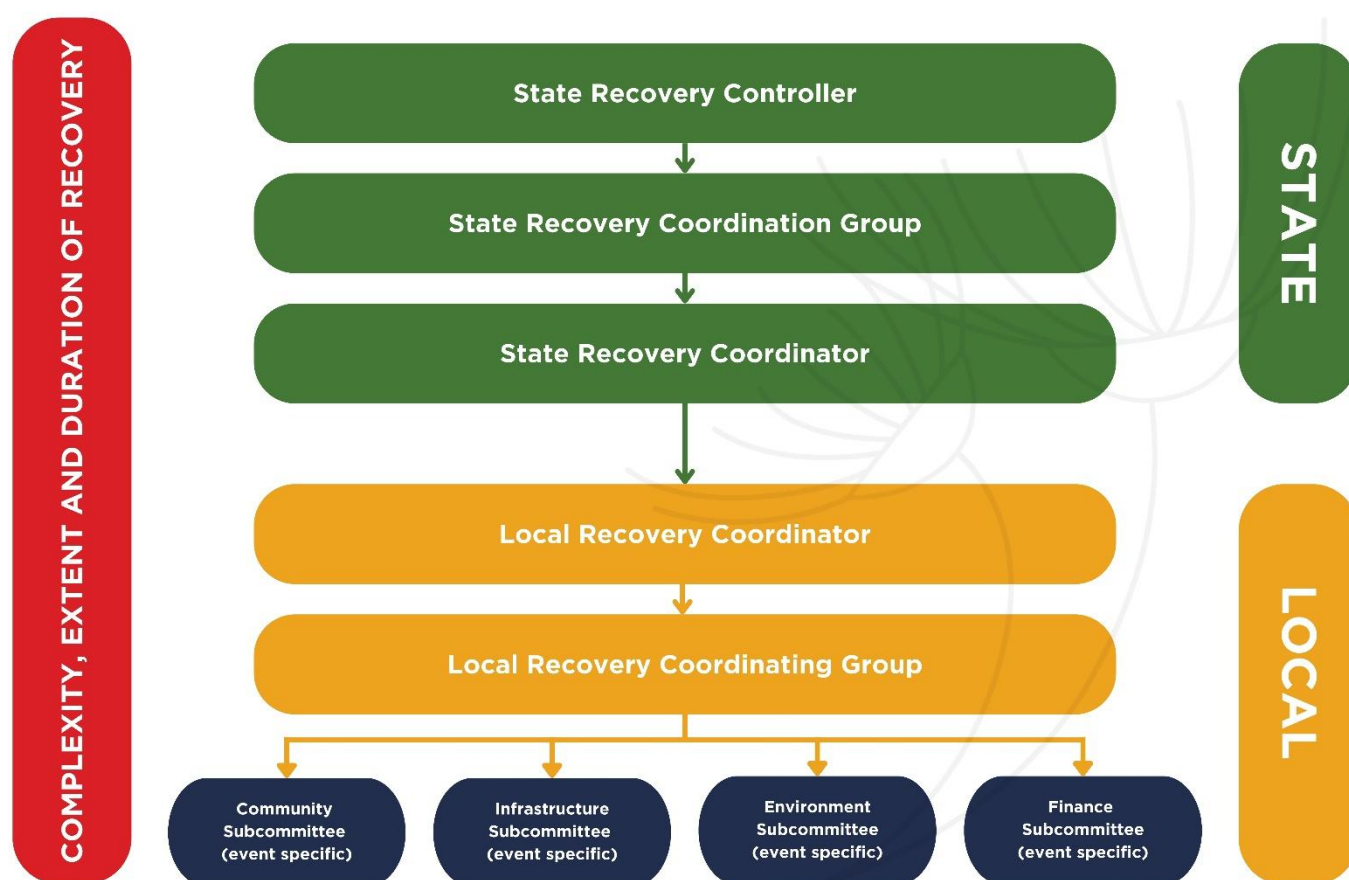 COMPLEXITY, EXTENT AND DURATION OF RECOVERY
State Recovery Controller
State Recovery Coordination Group
State Recovery Coordinator
STATE
Local Recovery Coordinator
Local Recovery Coordinating Group
LOCAL
Community
Subcommittee
(event specific)
Infrastructure
Subcommittee
(event specific)
Environment
Subcommittee
(event specific)
Finance
Subcommittee
(event specific)